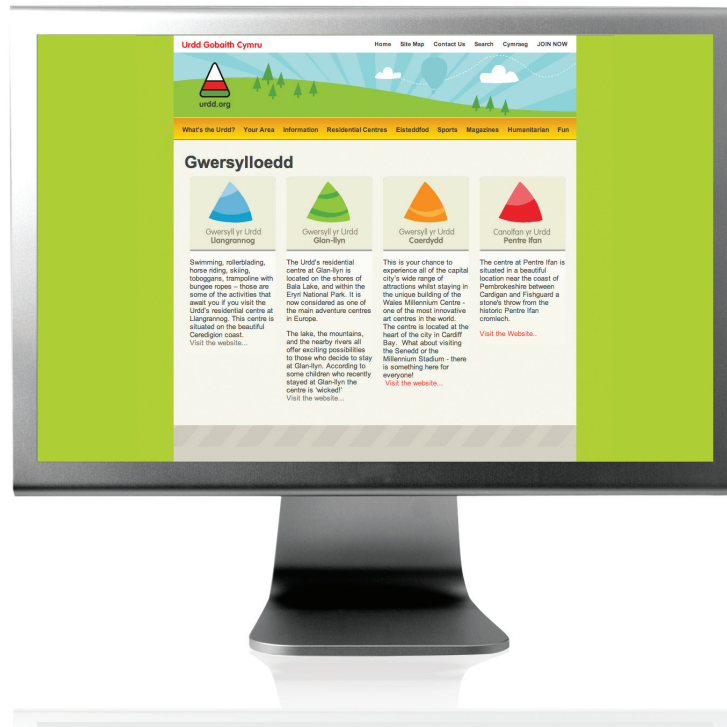 Urdd Gobaith Cymru
Home Site Map Contact Us Search Cymraeg JOIN NOW
urdd.org
What's the Urdd? Your Area Information Residential Centres Eisteddfod Sports Magazines Humanitarian Fun
Gwersylloedd
Gwersyll yr Urdd
Llangrannog
Swimming, rollerblading,
horse riding, skiing,
toboggans, trampoline with
bungee ropes – those are
some of the activities that
await you if you visit the
Urdd's residential centre at
Llangrannog. This centre is
situated on the beautiful
Ceredigion coast.
Visit the website...
Gwersyll yr Urdd
Glan-llyn
The Urdd's residential
centre at Glan-llyn is
located on the shores of
Bala Lake, and within the
Eryri National Park. It is
now considered as one of
the main adventure centres
in Europe.
The lake, the mountains,
and the nearby rivers all
offer exciting possibilities
to those who decide to stay
at Glan-llyn. According to
some children who recently
stayed at Glan-llyn the
centre is 'wicked!'
Visit the website...
Gwersyll yr Urdd
Caerdydd
This is your chance to
experience all of the capital
city's wide range of
attractions whilst staying in
the unique building of the
Wales Millennium Centre -
one of the most innovative
art centres in the world.
The centre is located at the
heart of the city in Cardiff
Bay. What about visiting
the Senedd or the
Millennium Stadium - there
is something here for
everyone!
Visit the website...
Canolfan yr Urdd
Pentre Ifan
The centre at Pentre Ifan is
situated in a beautiful
location near the coast of
Pembrokeshire between
Cardigan and Fishguard a
stone's throw from the
historic Pentre Ifan
cromlech.
Visit the Website..